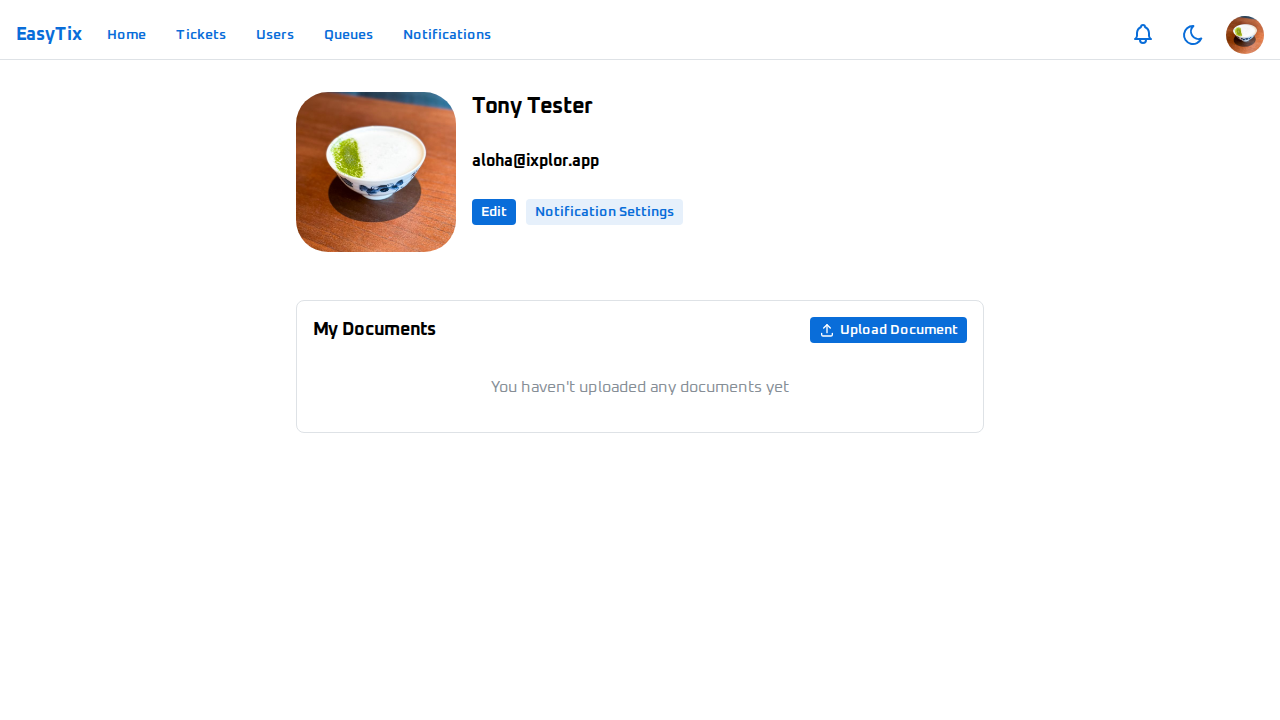 EasyTix Home Tickets Users Queues Notifications
Tony Tester
aloha@ixplor.app
Edit Notification Settings
My Documents Upload Document
You haven't uploaded any documents yet